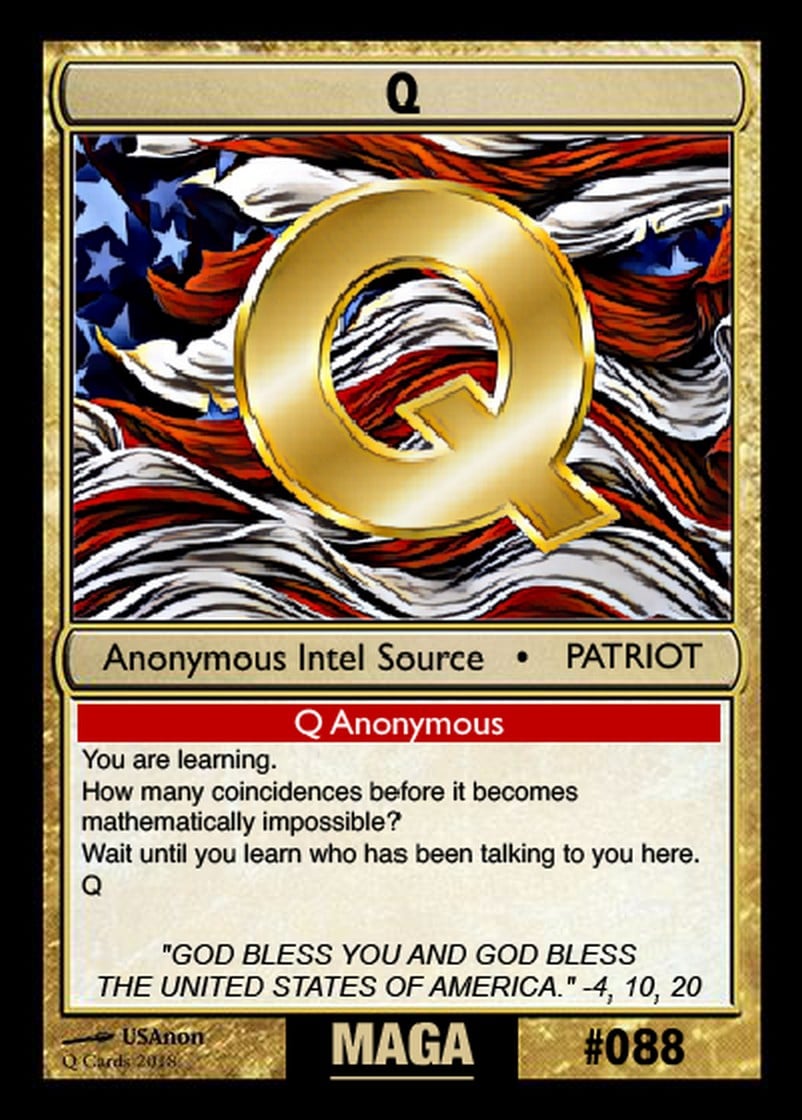 Q
Anonymous Intel Source • PATRIOT
Q Anonymous
You are learning.
How many coincidences before it becomes
mathematically impossible?
Wait until you learn who has been talking to you here.
Q
"GOD BLESS YOU AND GOD BLESS
THE UNITED STATES OF AMERICA." -4, 10, 20
USAnon
Q Cards 2018
MAGA
#088